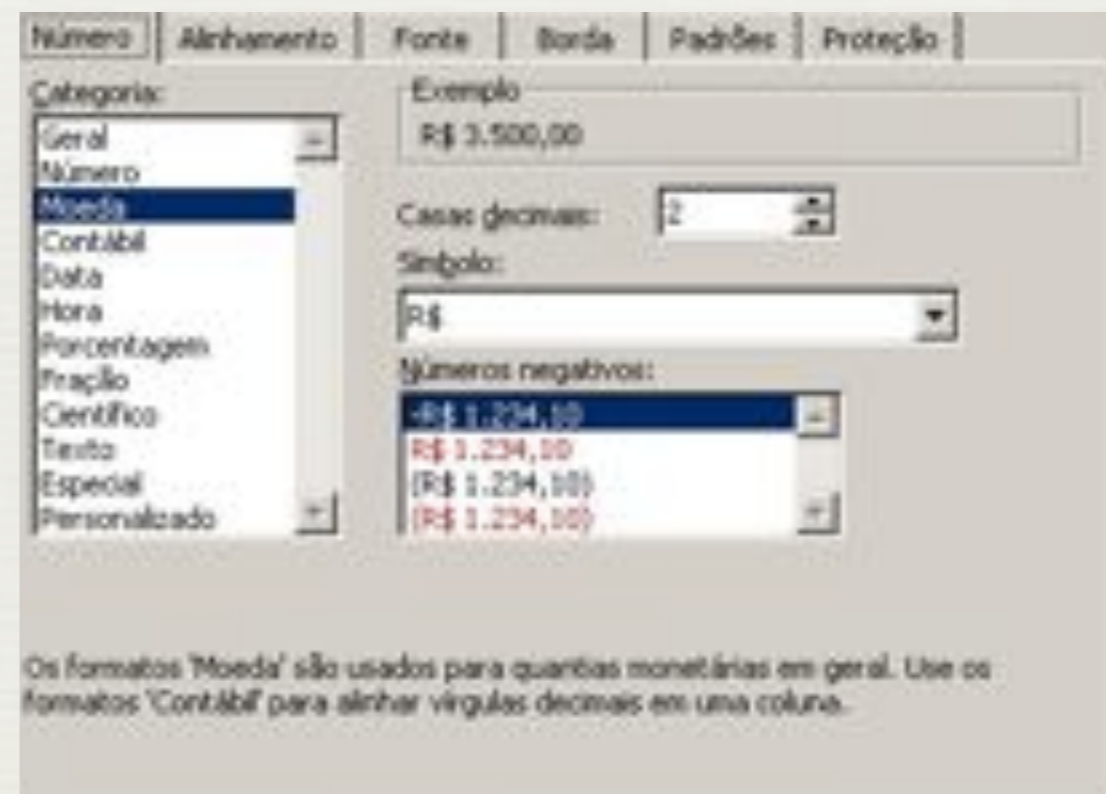 Número Alinhamento Fonte Borda Padrões Proteção
Categoria:
Geral
Número
Moeda
Contábil
Data
Hora
Porcentagem
Fração
Científico
Texto
Especial
Personalizado
Exemplo
R$ 3.500,00
Casas decimais: 2
Símbolo:
R$
Números negativos:
-R$ 1.234,10
R$ 1.234,10
(R$ 1.234,10)
(R$ 1.234,10)
Os formatos 'Moeda' são usados para quantias monetárias em geral. Use os
formatos 'Contábil' para alinhar vírgulas decimais em uma coluna.